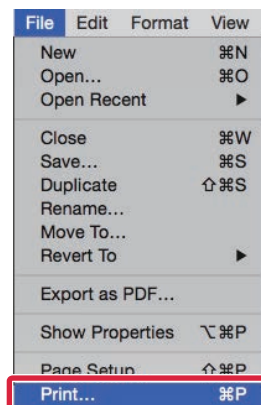 File Edit Format View
New ⌘N
Open... ⌘O
Open Recent ▶
Close ⌘W
Save... ⌘S
Duplicate ⇧⌘S
Rename...
Move To...
Revert To ▶
Export as PDF...
Show Properties ⌥⌘P
Page Setup ⇧⌘P
Print... ⌘P